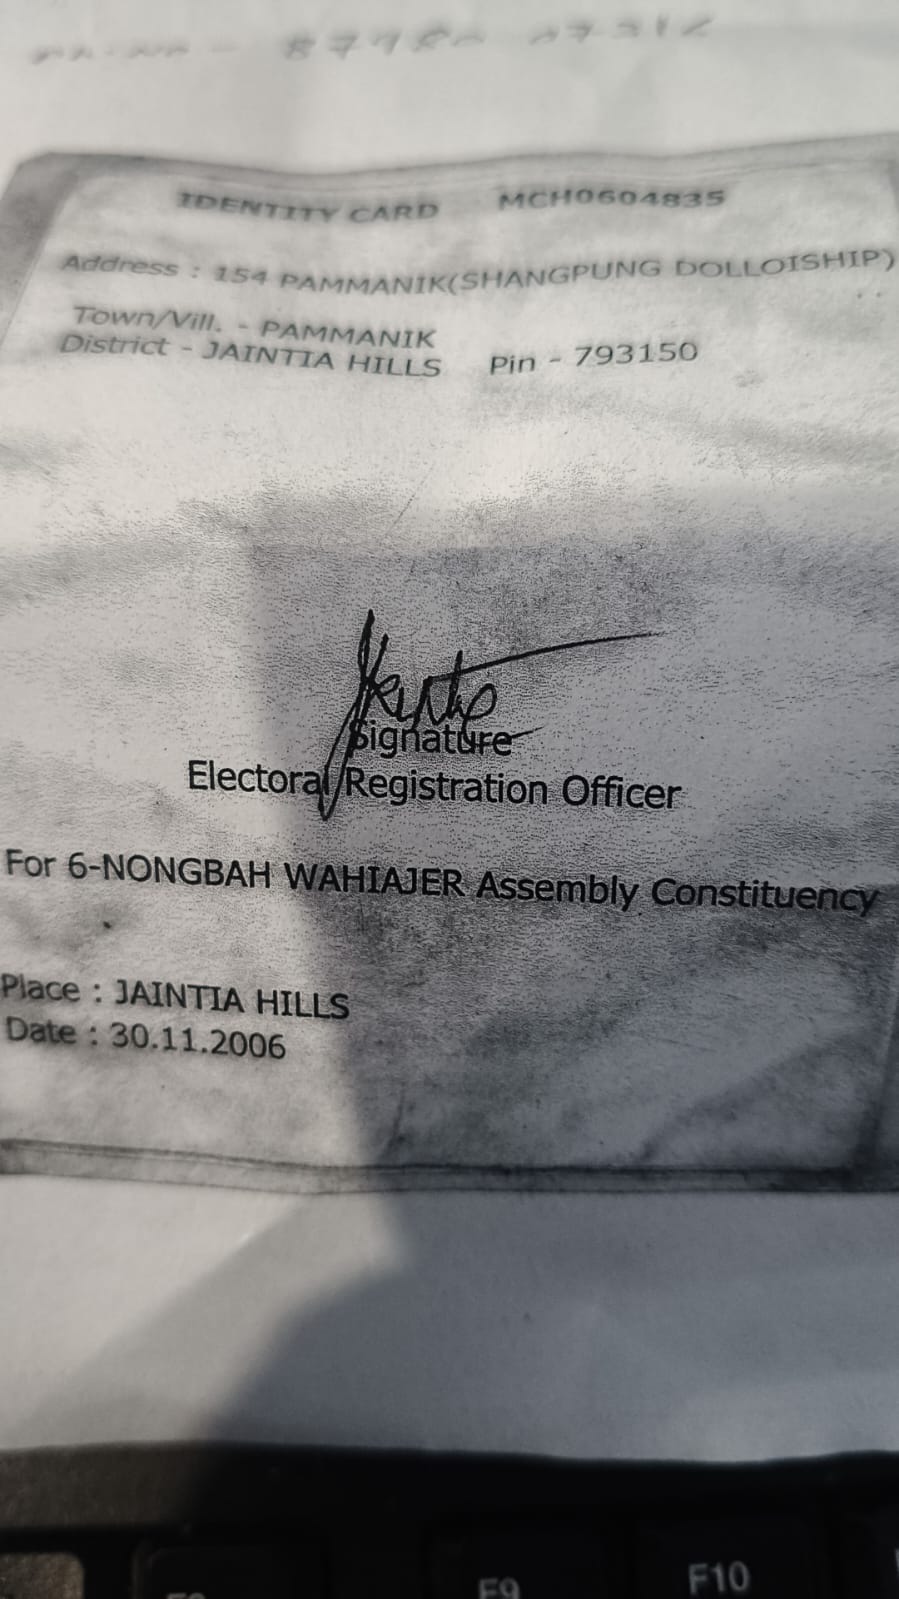 IDENTITY CARD MCH0604835
Address : 154 PAMMANIK(SHANGPUNG DOLLOISHIP)
Town/Vill. - PAMMANIK
District - JAINTIA HILLS Pin - 793150
Signature
Electoral Registration Officer
For 6-NONGBAH WAHIAJER Assembly Constituency
Place : JAINTIA HILLS
Date : 30.11.2006
F9
F10